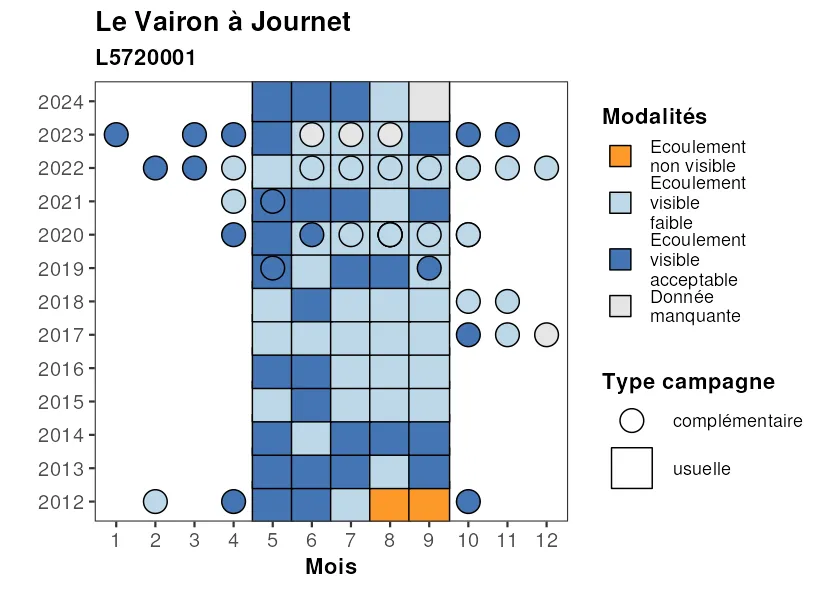 Le Vairon à Journet
L5720001
2024
2023
2022
2021
2020
2019
2018
2017
2016
2015
2014
2013
2012
1 2 3 4 5 6 7 8 9 10 11 12
Mois
Modalités
Ecoulement
non visible
Ecoulement
visible
faible
Ecoulement
visible
acceptable
Donnée
manquante
Type campagne
complémentaire
usuelle